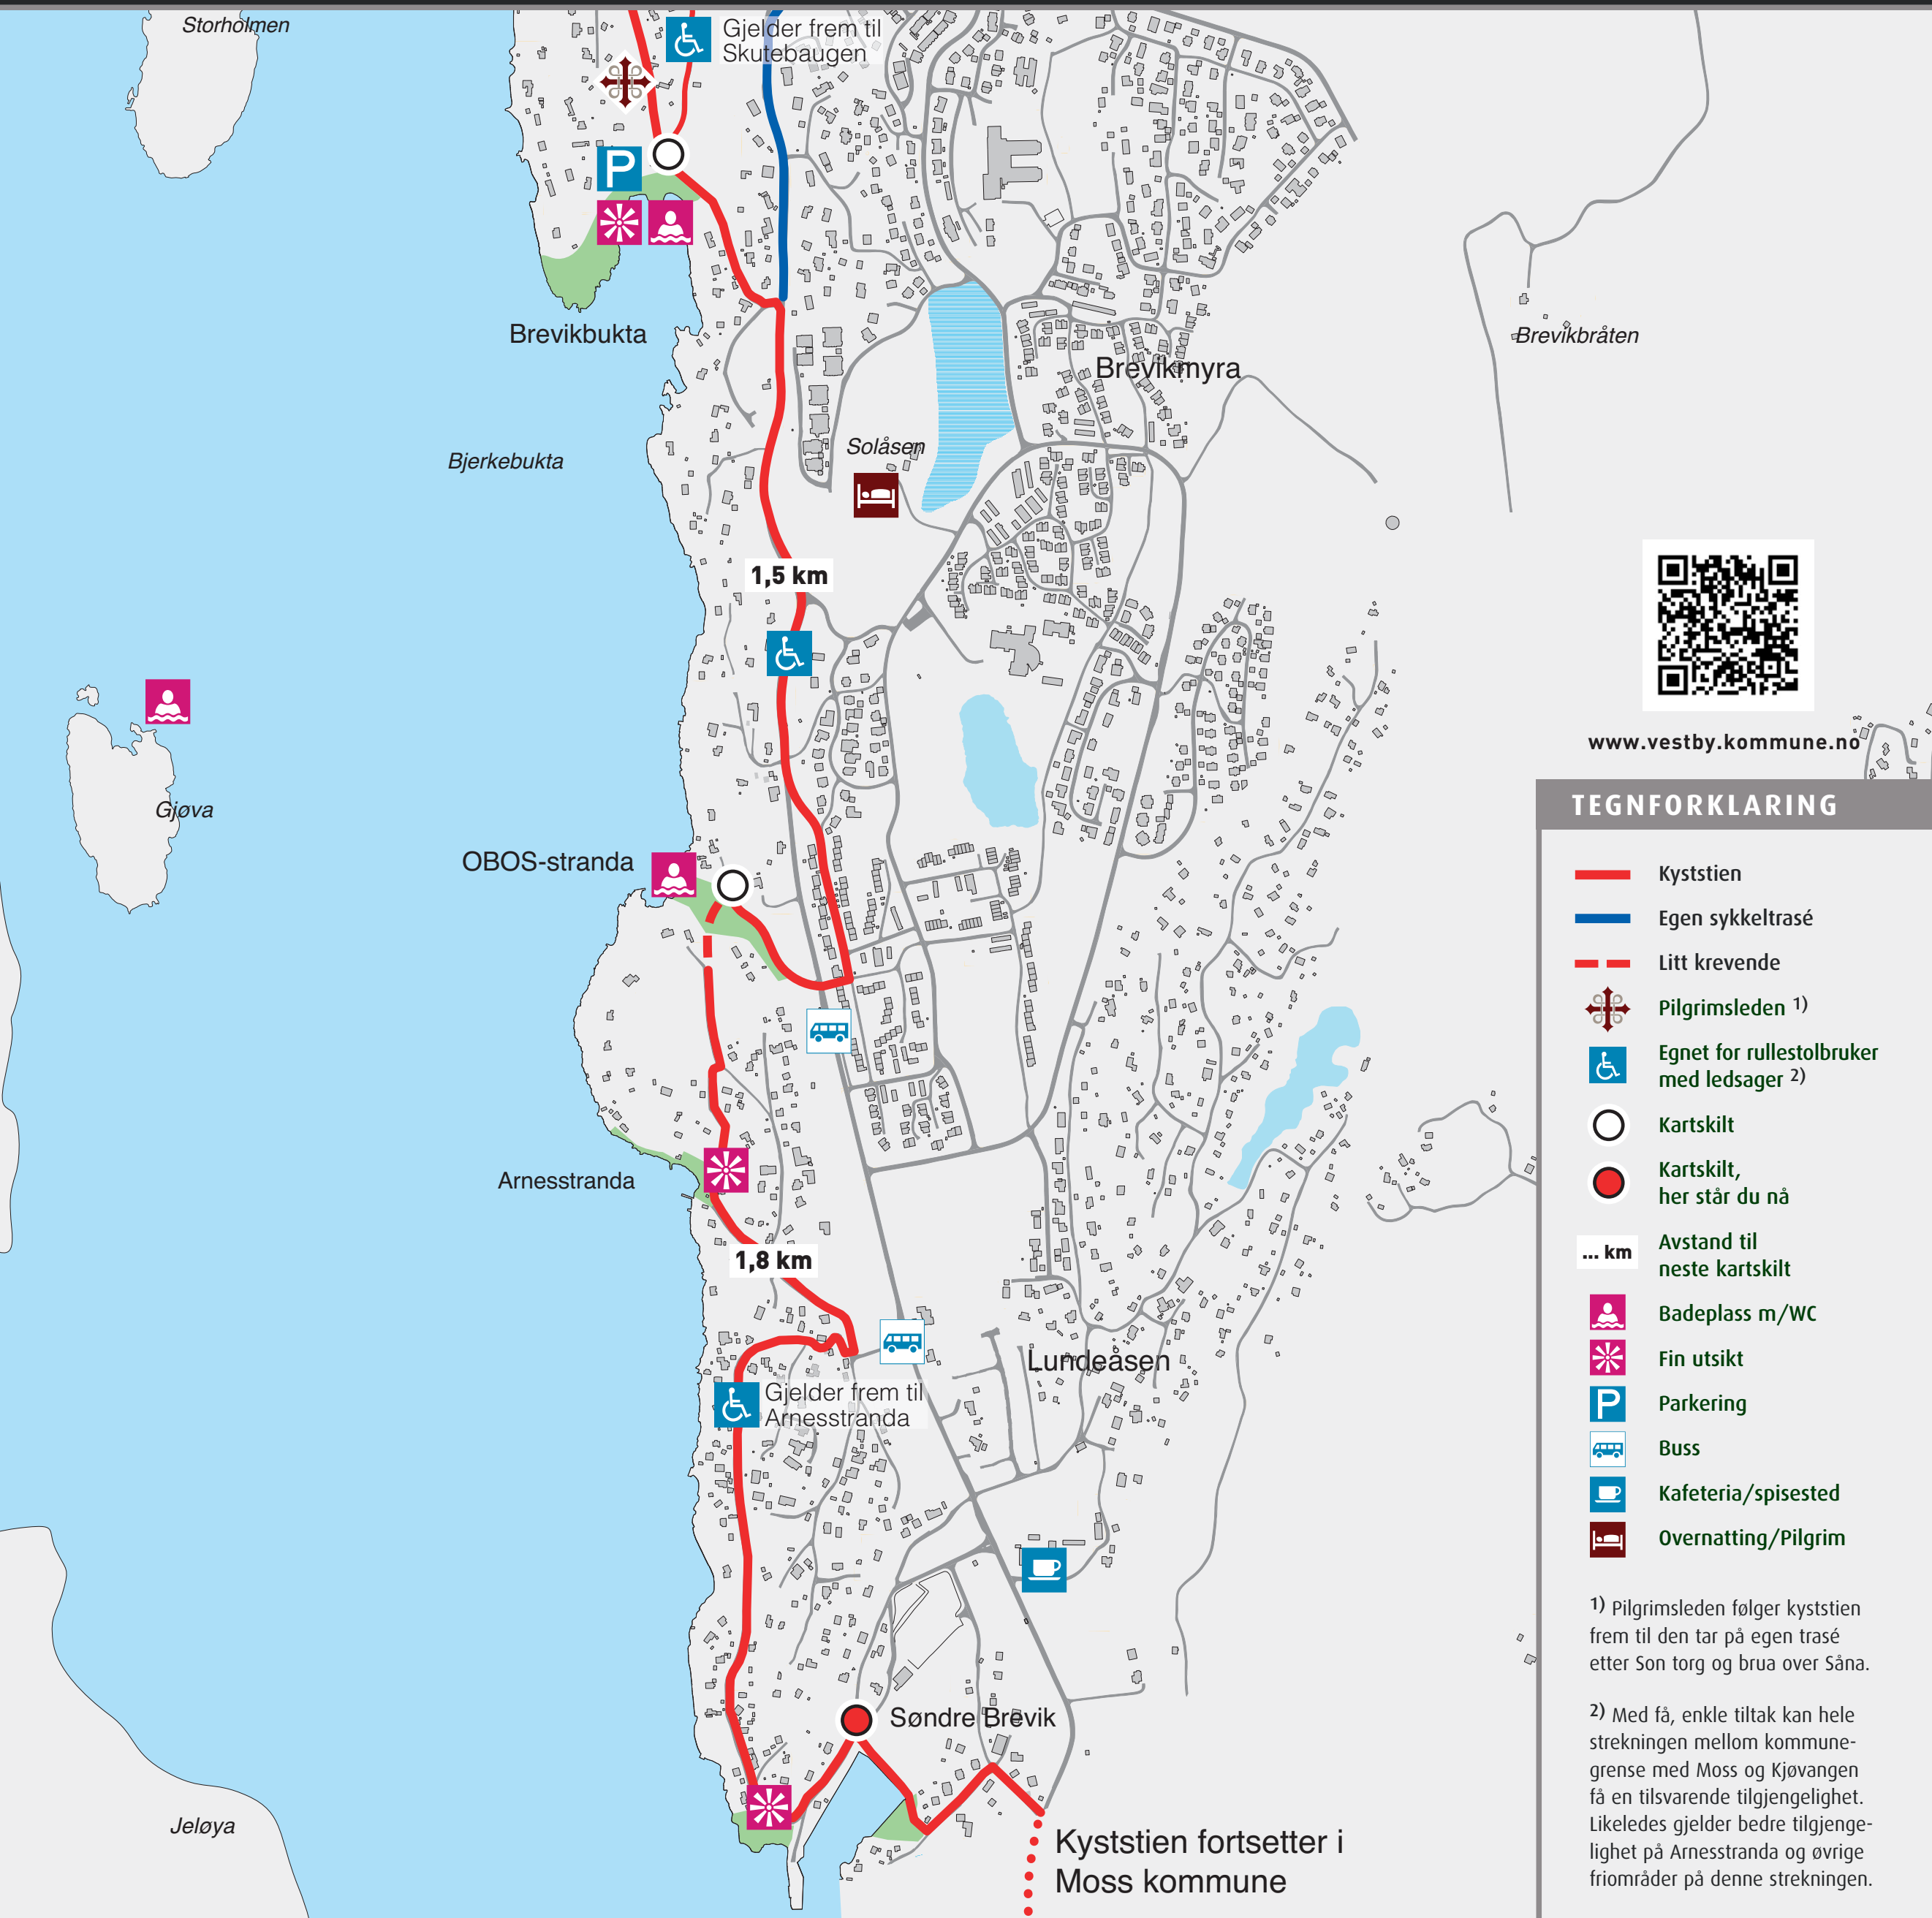 Storholmen
Gjelder frem til
Skutebaugen
P
Brevikbukta
Brevikbråten
Brevikmyra
Solåsen
Bjerkebukta
1,5 km
www.vestby.kommune.no
Gjøva
OBOS-stranda
Arnesstranda
1,8 km
Lundeåsen
Gjelder frem til
Arnesstranda
Søndre Brevik
Jeløya
Kyststien fortsetter i
Moss kommune
TEGNFORKLARING
Kyststien
Egen sykkeltrasé
Litt krevende
Pilgrimsleden 1)
Egnet for rullestolbruker
med ledsager 2)
Kartskilt
Kartskilt,
her står du nå
... km
Avstand til
neste kartskilt
Badeplass m/WC
Fin utsikt
P
Parkering
Buss
Kafeteria/spisested
Overnatting/Pilgrim
1) Pilgrimsleden følger kyststien
frem til den tar på egen trasé
etter Son torg og brua over Såna.
2) Med få, enkle tiltak kan hele
strekningen mellom kommune-
grense med Moss og Kjøvangen
få en tilsvarende tilgjengelighet.
Likeledes gjelder bedre tilgjenge-
lighet på Arnesstranda og øvrige
friområder på denne strekningen.